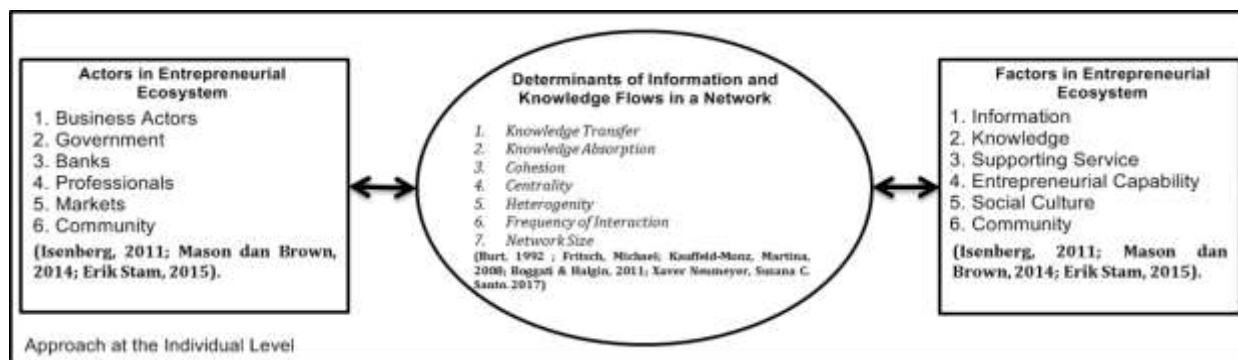 Actors in Entrepreneurial
Ecosystem
1. Business Actors
2. Government
3. Banks
4. Professionals
5. Markets
6. Community
(Isenberg, 2011; Mason dan Brown,
2014; Erik Stam, 2015).
Determinants of Information and
Knowledge Flows in a Network
1. Knowledge Transfer
2. Knowledge Absorption
3. Cohesion
4. Centrality
5. Heterogenity
6. Frequency of Interaction
7. Network Size
(Burt, 1992 ; Fritsch, Michael; Kauffeld-Monz, Martina,
2008; Boggati & Halgin, 2011; Xaver Neumeyer, Susana C.
Santo. 2017)
Factors in Entrepreneurial
Ecosystem
1. Information
2. Knowledge
3. Supporting Service
4. Entrepreneurial Capability
5. Social Culture
6. Community
(Isenberg, 2011; Mason dan
Brown, 2014; Erik Stam, 2015).
Approach at the Individual Level